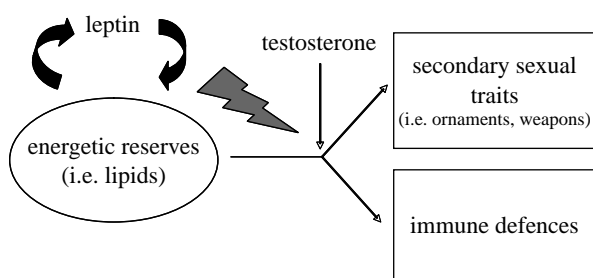 leptin
testosterone
energetic reserves
(i.e. lipids)
secondary sexual
traits
(i.e. ornaments, weapons)
immune defences